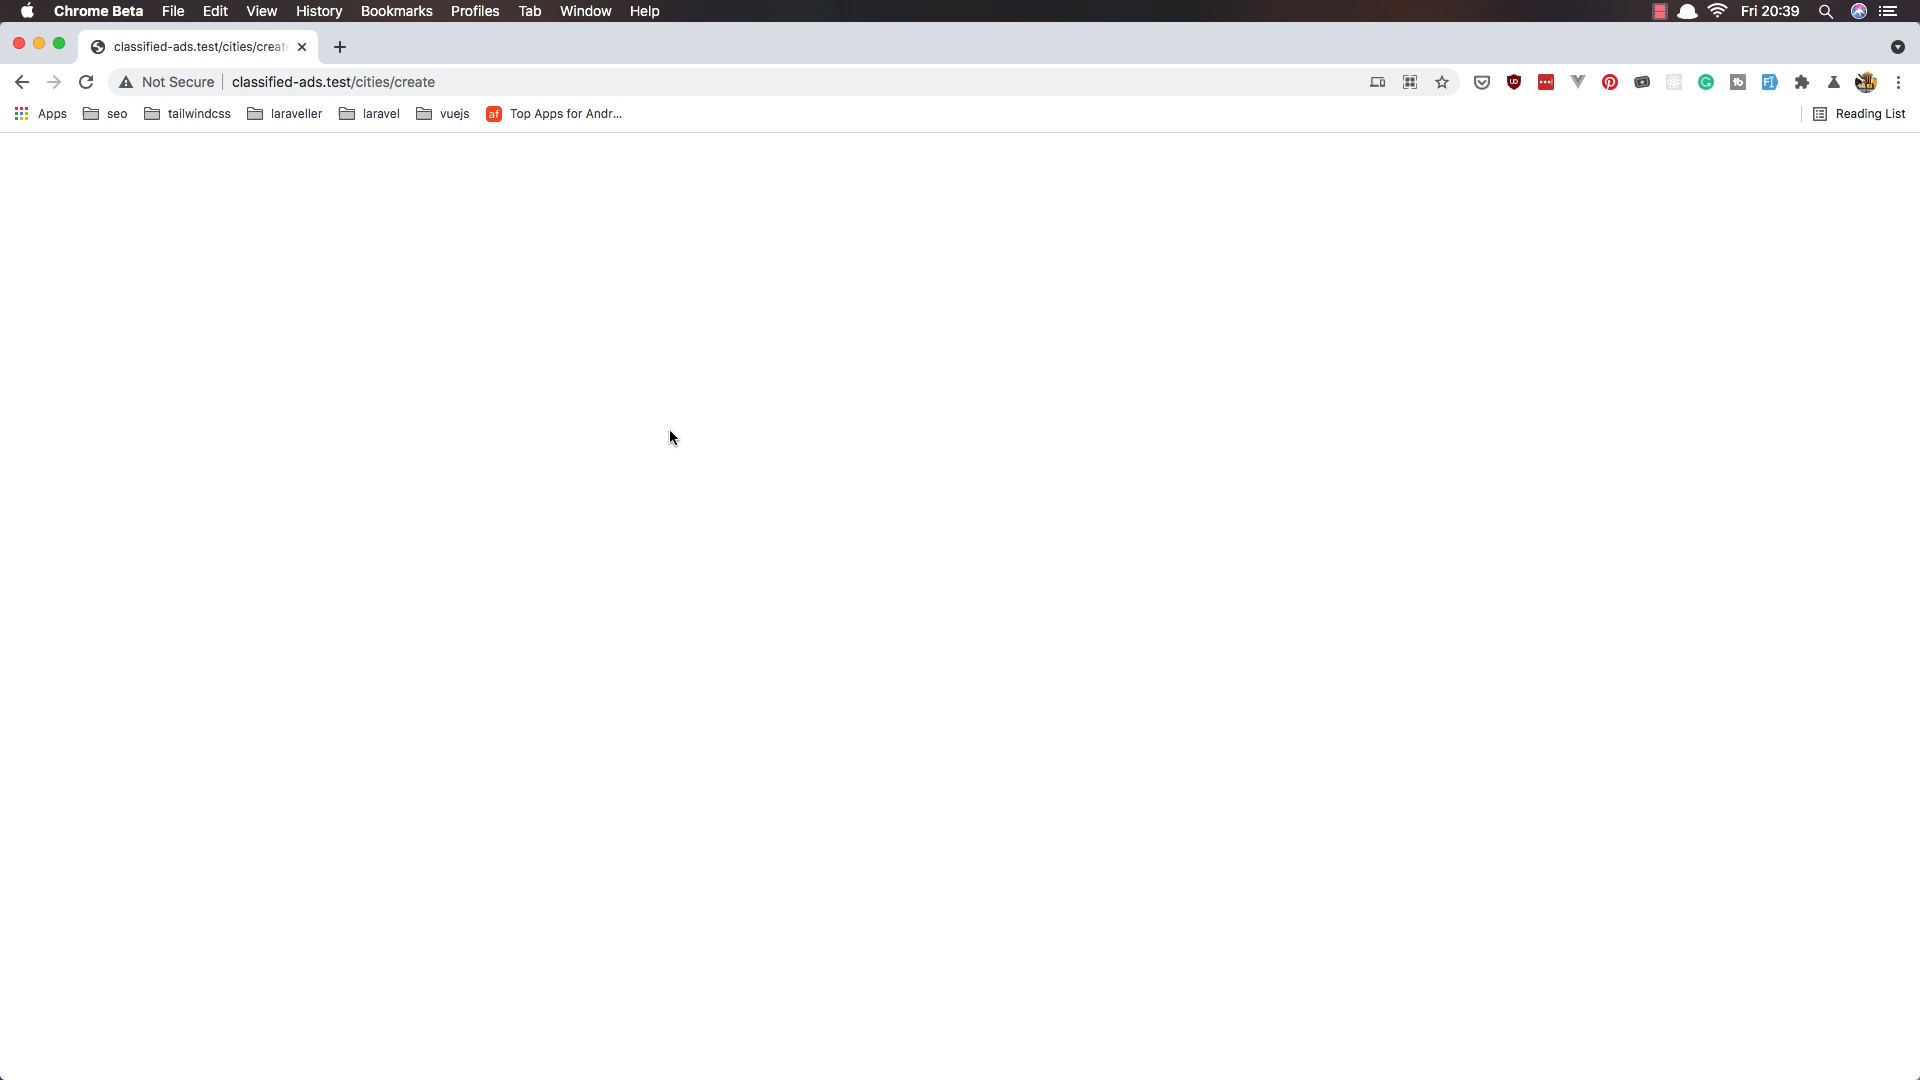 Chrome Beta File Edit View History Bookmarks Profiles Tab Window Help Fri 20:39
classified-ads.test/cities/creat
Not Secure classified-ads.test/cities/create
Apps seo tailwindcss laraveller laravel vuejs af Top Apps for Andr... Reading List